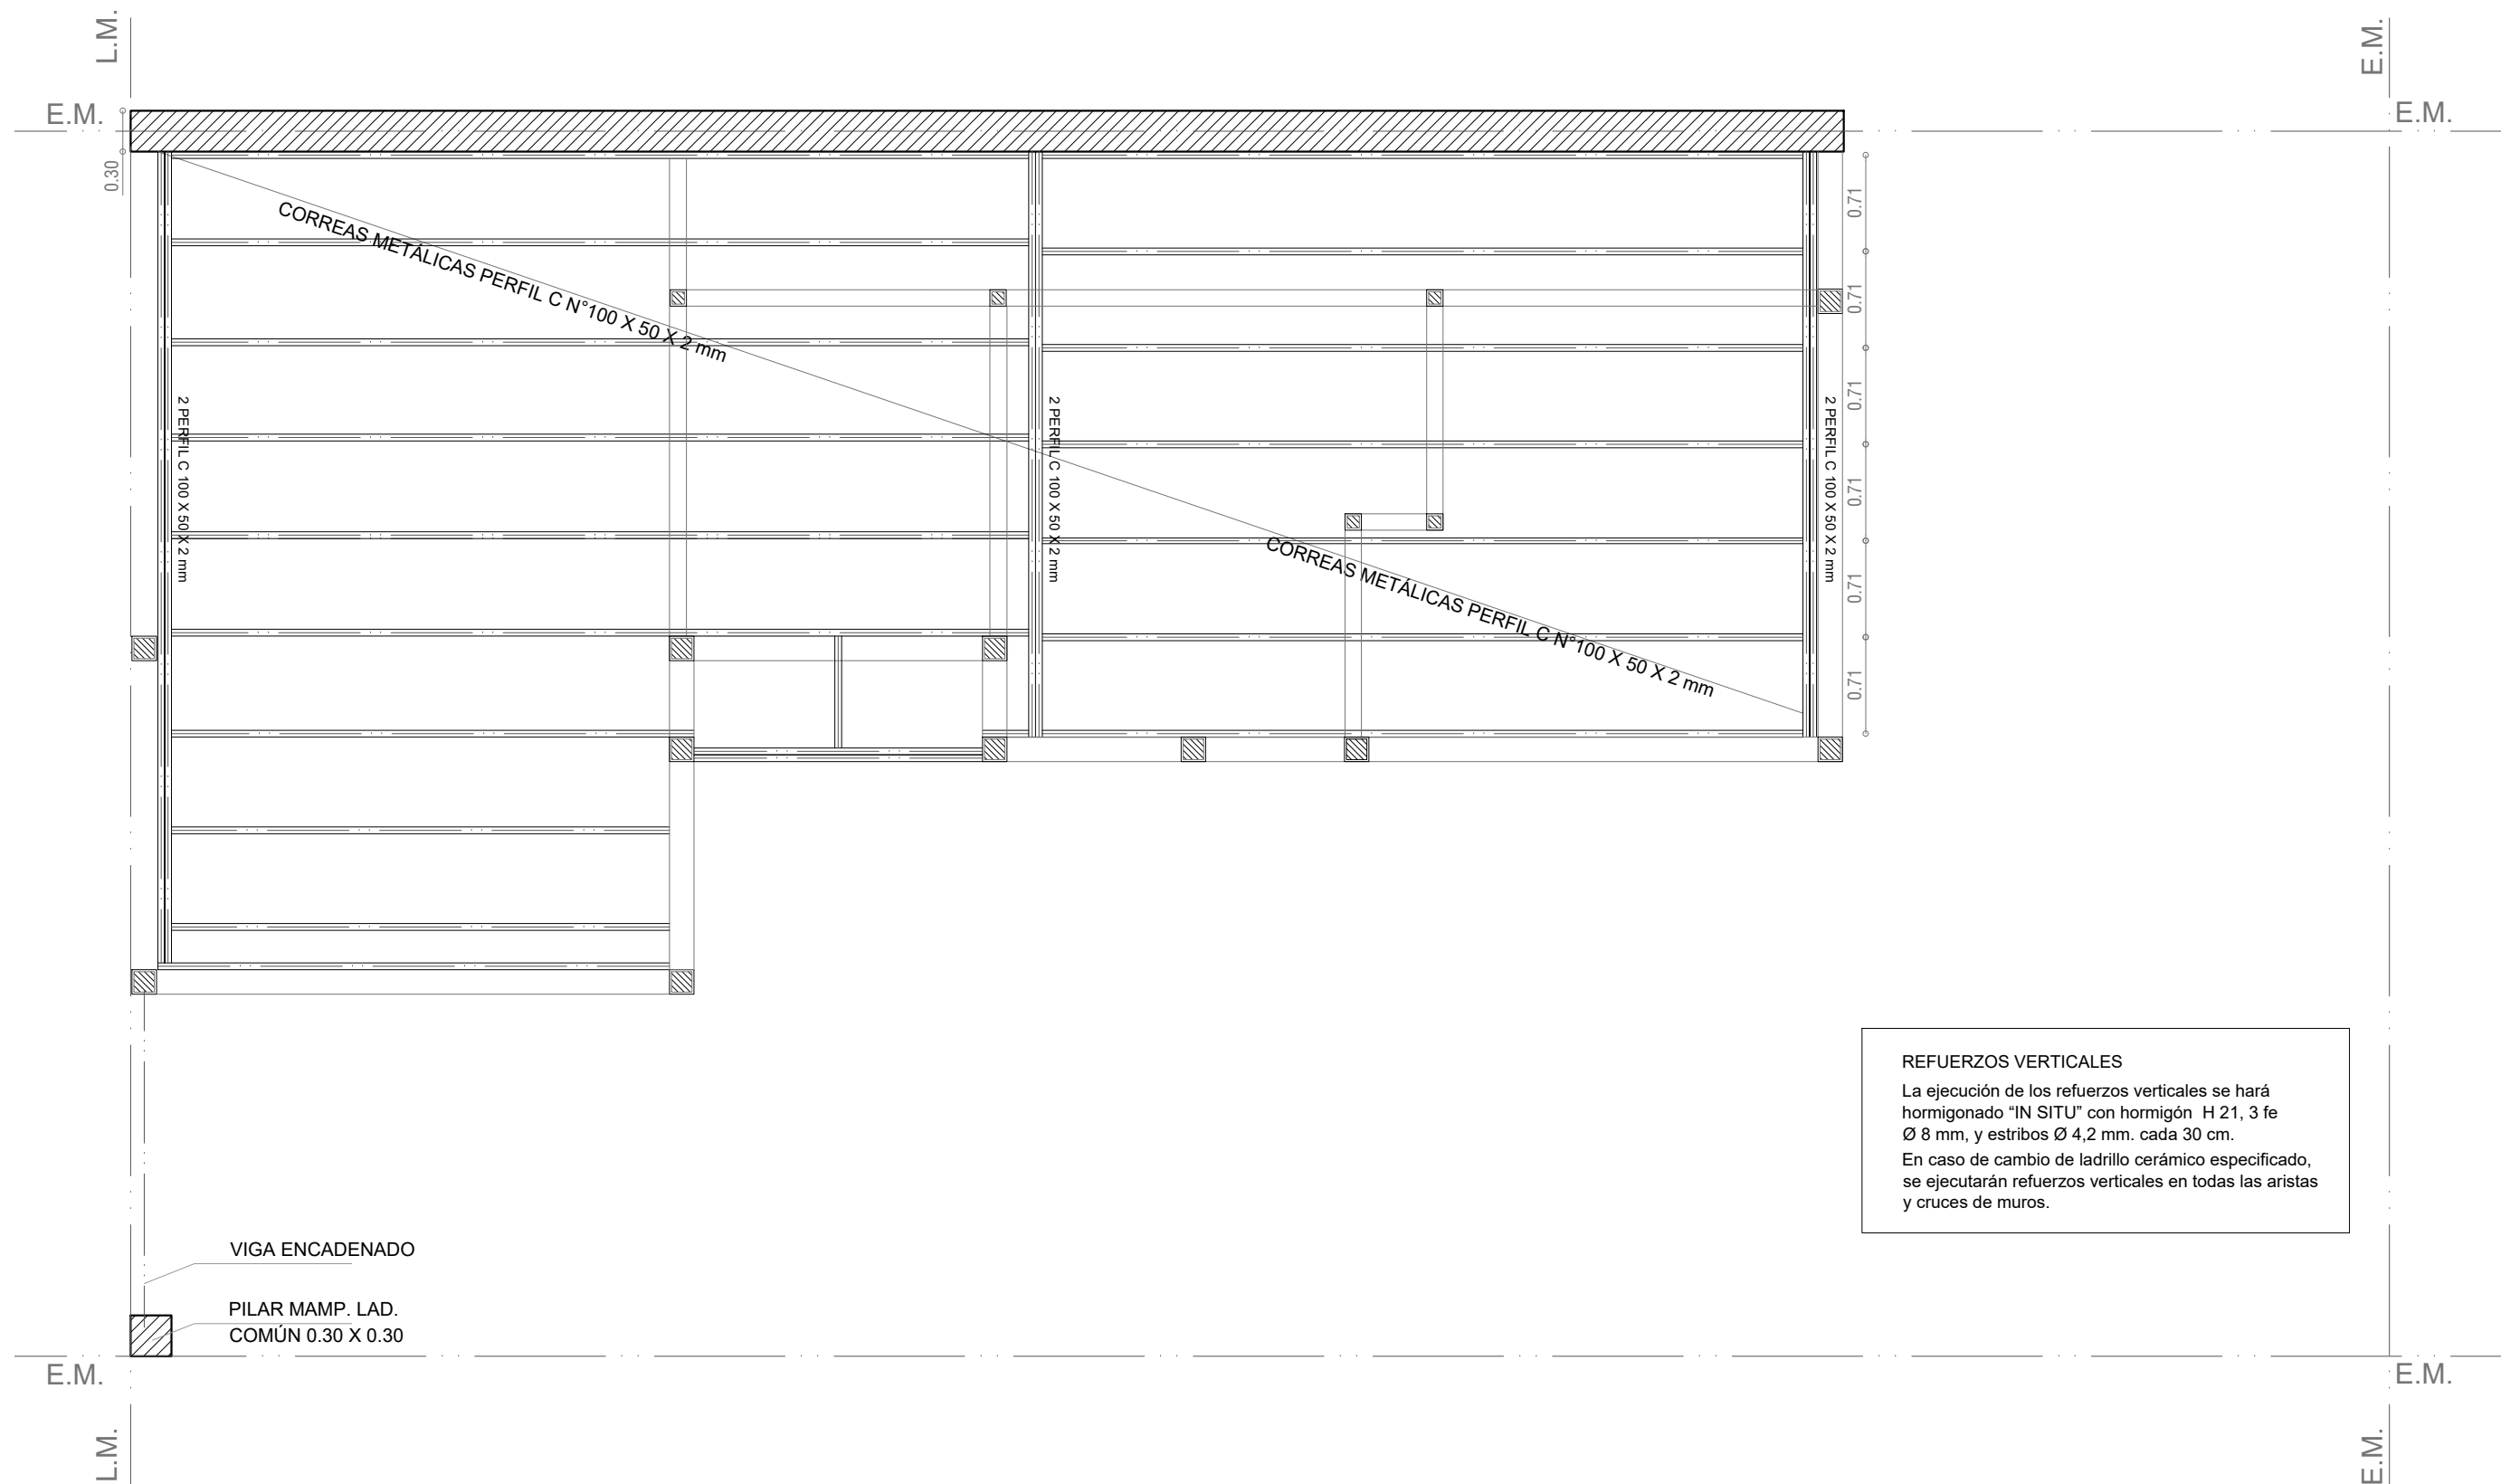 L.M.
E.M.
E.M.
E.M.
0.30
0.71
CORREAS METÁLICAS PERFIL C N°100 X 50 X 2 mm
0.71
2 PERFIL C 100 X 50 X 2 mm
2 PERFIL C 100 X 50 X 2 mm
2 PERFIL C 100 X 50 X 2 mm
0.71
0.71
CORREAS METÁLICAS PERFIL C N°100 X 50 X 2 mm
0.71
0.71
REFUERZOS VERTICALES
La ejecución de los refuerzos verticales se hará
hormigonado “IN SITU” con hormigón H 21, 3 fe
Ø 8 mm, y estribos Ø 4,2 mm. cada 30 cm.
En caso de cambio de ladrillo cerámico especificado,
se ejecutarán refuerzos verticales en todas las aristas
y cruces de muros.
VIGA ENCADENADO
PILAR MAMP. LAD.
COMÚN 0.30 X 0.30
E.M.
E.M.
L.M.
E.M.